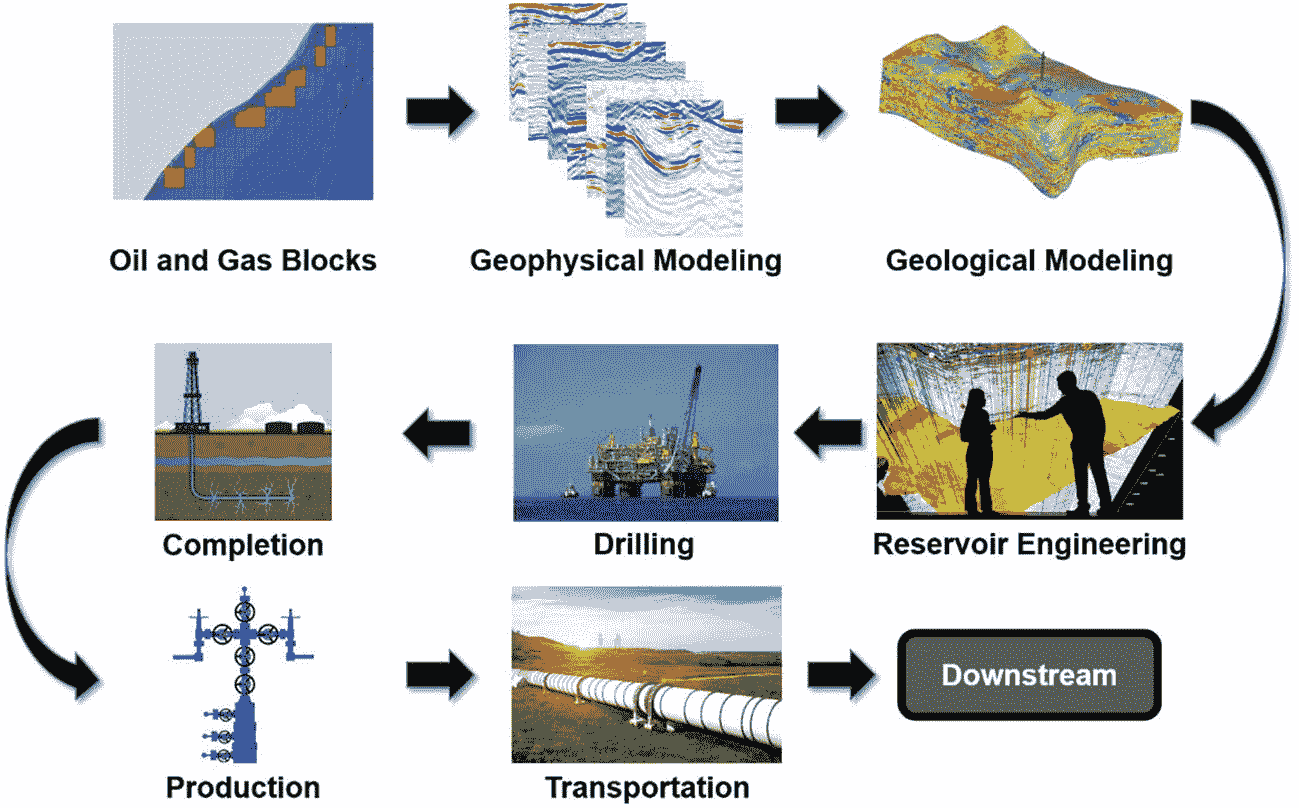 Oil and Gas Blocks
Geophysical Modeling
Geological Modeling
Reservoir Engineering
Drilling
Completion
Production
Transportation
Downstream